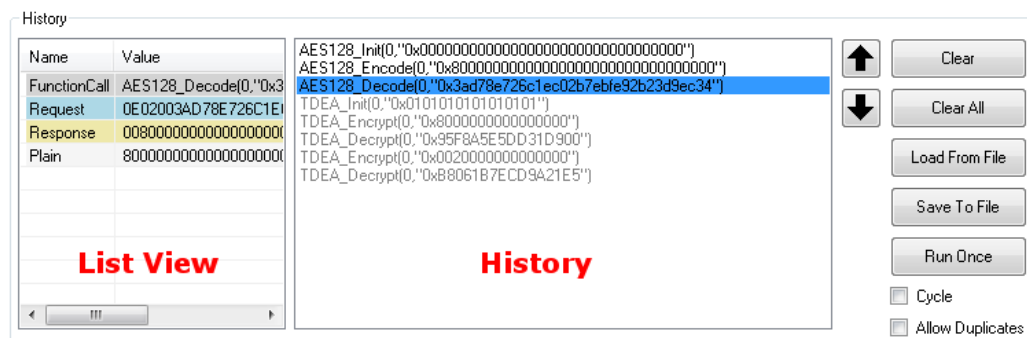 History
Name Value
FunctionCall AES128_Decode(0,"0x3
Request 0E02003AD78E726C1E
Response 0080000000000000000
Plain 80000000000000000000
List View
AES128_Init(0,"0x00000000000000000000000000000000")
AES128_Encode(0,"0x80000000000000000000000000000000")
AES128_Decode(0,"0x3ad78e726c1ec02b7ebfe92b23d9ec34")
TDEA_Init(0,"0x0101010101010101")
TDEA_Encrypt(0,"0x8000000000000000")
TDEA_Decrypt(0,"0x95F8A5E5DD31D900")
TDEA_Encrypt(0,"0x0020000000000000")
TDEA_Decrypt(0,"0xB8061B7ECD9A21E5")
History
Clear
Clear All
Load From File
Save To File
Run Once
Cycle
Allow Duplicates